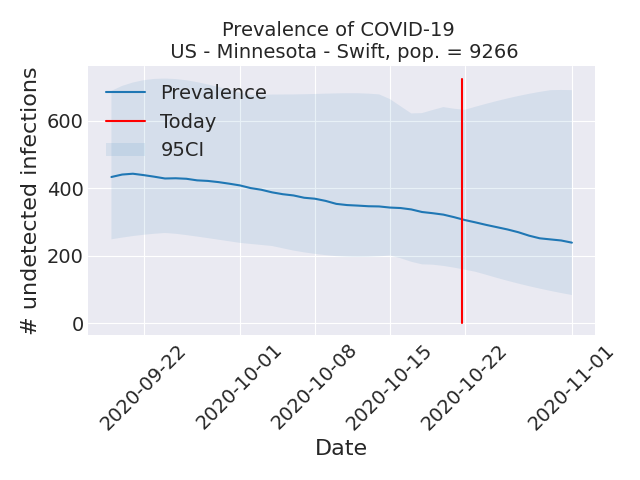 Prevalence of COVID-19
US - Minnesota - Swift, pop. = 9266
# undetected infections
600
400
200
0
Prevalence
Today
95CI
2020-09-22
2020-10-01
2020-10-08
2020-10-15
2020-10-22
2020-11-01
Date